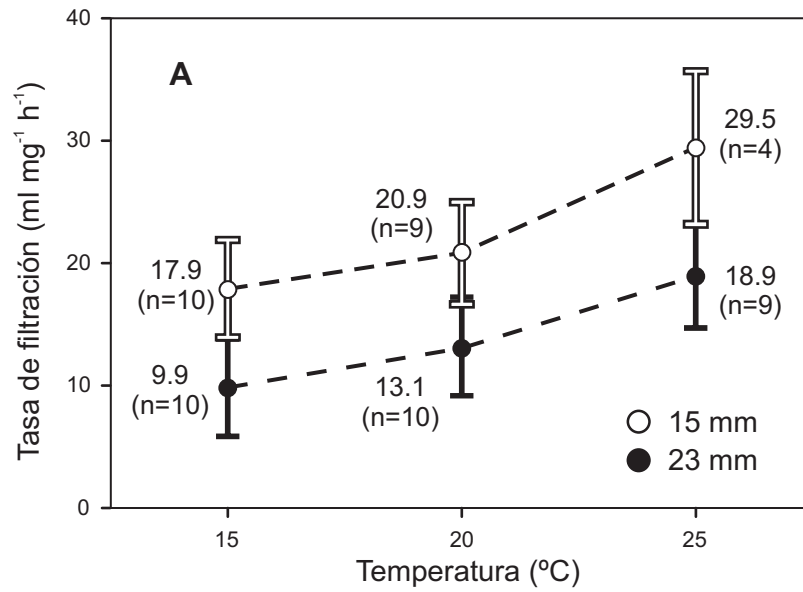 A
Tasa de filtración (ml mg⁻¹ h⁻¹)
40
30
20
10
0
17.9
(n=10)
20.9
(n=9)
29.5
(n=4)
9.9
(n=10)
13.1
(n=10)
18.9
(n=9)
15 mm
23 mm
15
20
25
Temperatura (ºC)